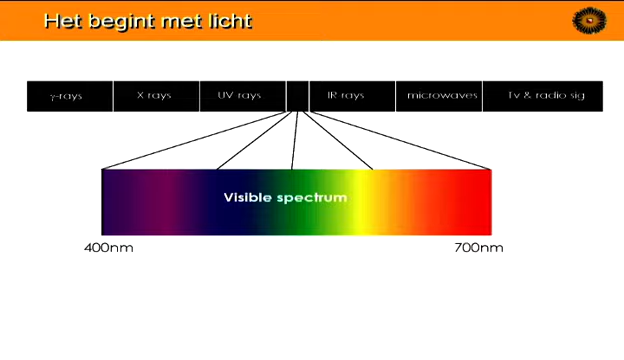 Het begint met licht
γ-rays X rays UV rays IR rays microwaves Tv & radio sig
Visible spectrum
400nm 700nm